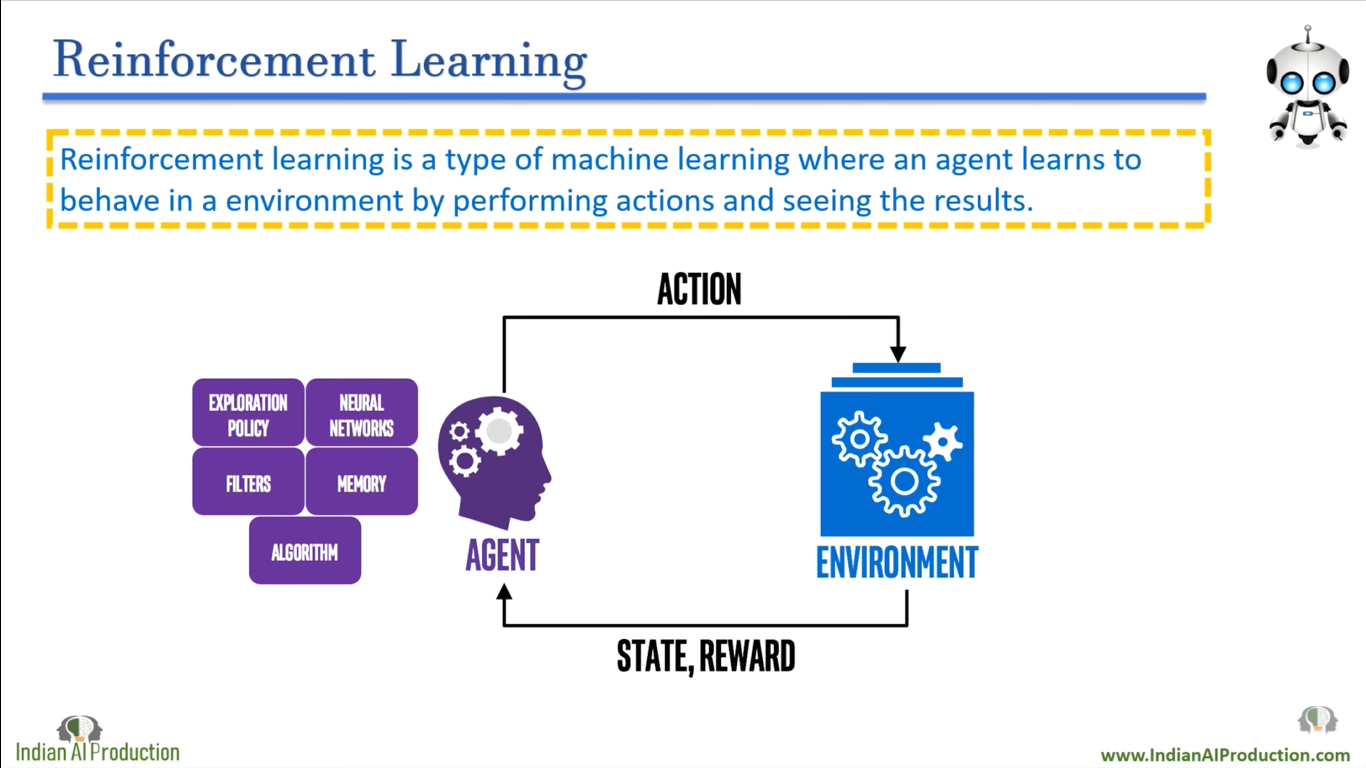 Reinforcement Learning
Reinforcement learning is a type of machine learning where an agent learns to
behave in a environment by performing actions and seeing the results.
ACTION
EXPLORATION
POLICY
NEURAL
NETWORKS
FILTERS
MEMORY
ALGORITHM
AGENT
ENVIRONMENT
STATE, REWARD
Indian AI Production
www.IndianAIProduction.com